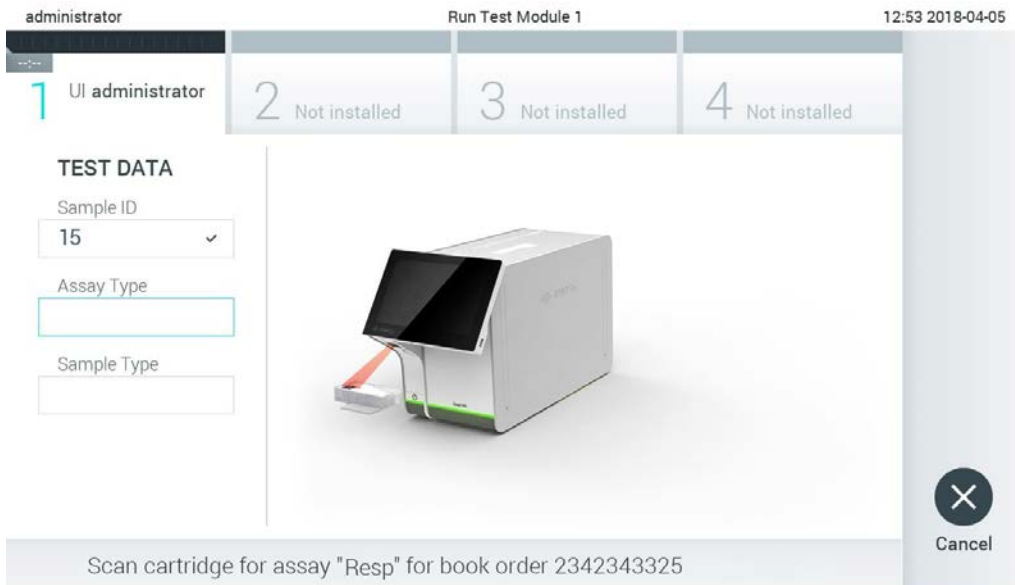 administrator Run Test Module 1 12:53 2018-04-05
--:--
1 UI administrator 2 Not installed 3 Not installed 4 Not installed
TEST DATA
Sample ID
15
Assay Type
Sample Type
Cancel
Scan cartridge for assay "Resp" for book order 2342343325